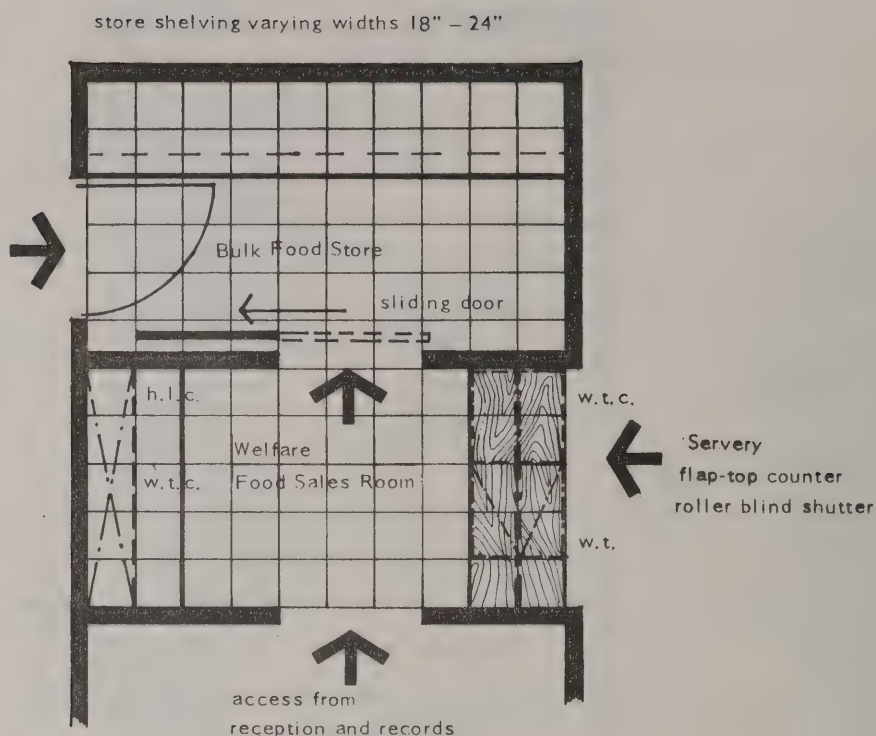 store shelving varying widths 18" – 24"
Bulk Food Store
sliding door
h.l.c.
w.t.c.
Welfare
w.t.c. Food Sales Room
Servery
flap-top counter
roller blind shutter
w.t.
access from
reception and records